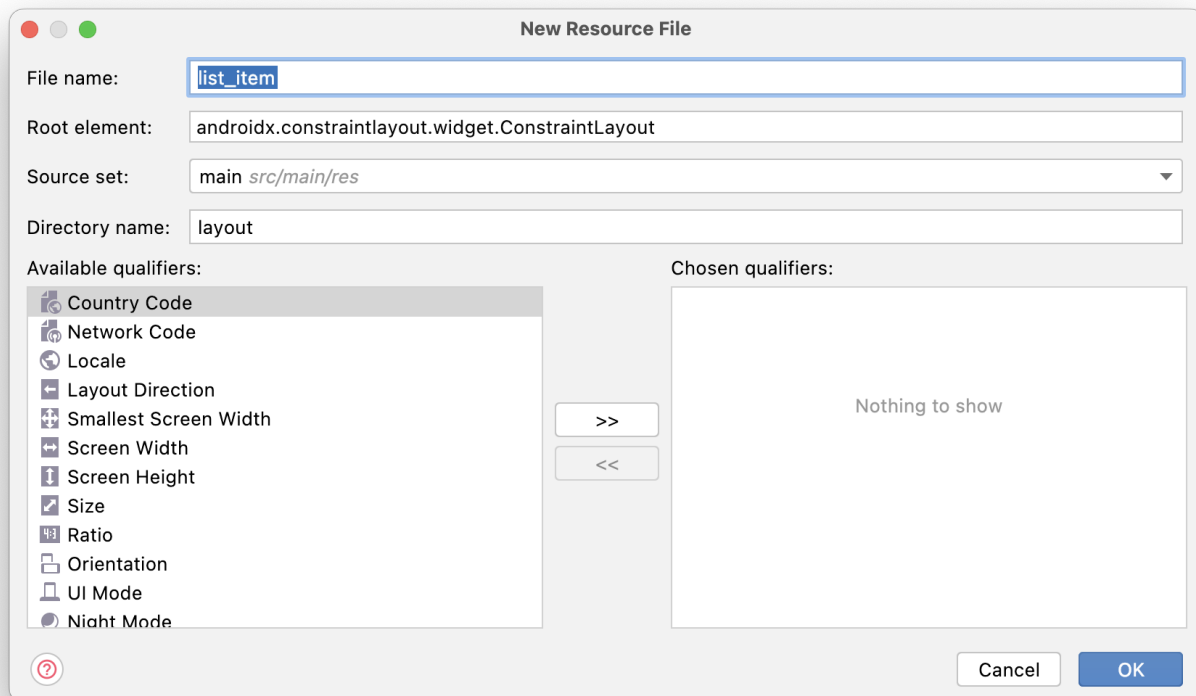 New Resource File
File name: list_item
Root element: androidx.constraintlayout.widget.ConstraintLayout
Source set: main src/main/res
Directory name: layout
Available qualifiers:
Country Code
Network Code
Locale
Layout Direction
Smallest Screen Width
Screen Width
Screen Height
Size
4:3 Ratio
Orientation
UI Mode
Night Mode
>>
<<
Chosen qualifiers:
Nothing to show
?
Cancel
OK